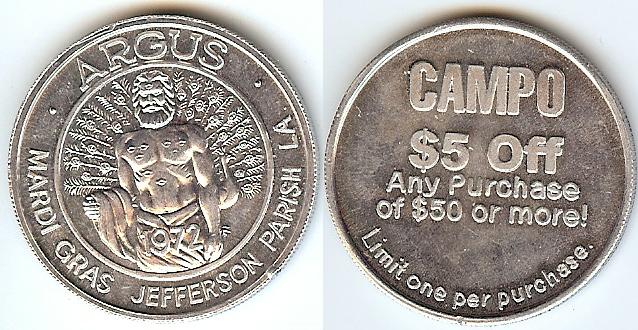 ARGUS
MARDI GRAS JEFFERSON PARISH LA.
1972
CAMPO
$5 Off
Any Purchase
of $50 or more!
Limit one per purchase.